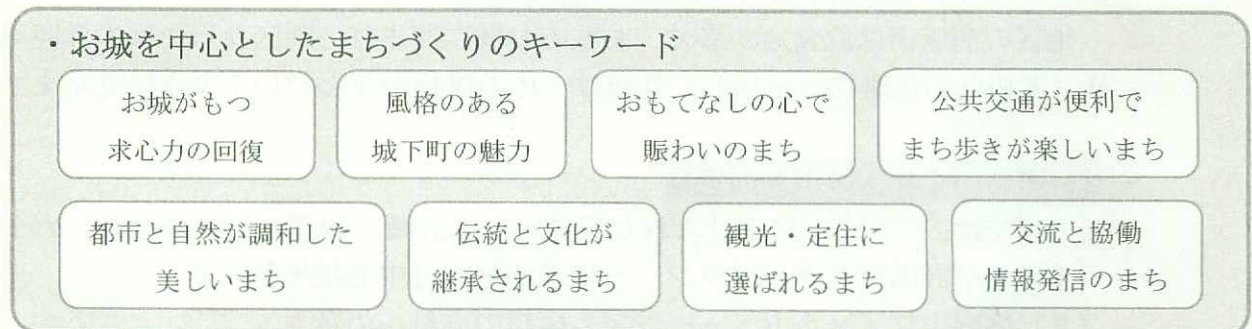 ・お城を中心としたまちづくりのキーワード
お城がもつ
求心力の回復
風格のある
城下町の魅力
おもてなしの心で
賑わいのまち
公共交通が便利で
まち歩きが楽しいまち
都市と自然が調和した
美しいまち
伝統と文化が
継承されるまち
観光・定住に
選ばれるまち
交流と協働
情報発信のまち